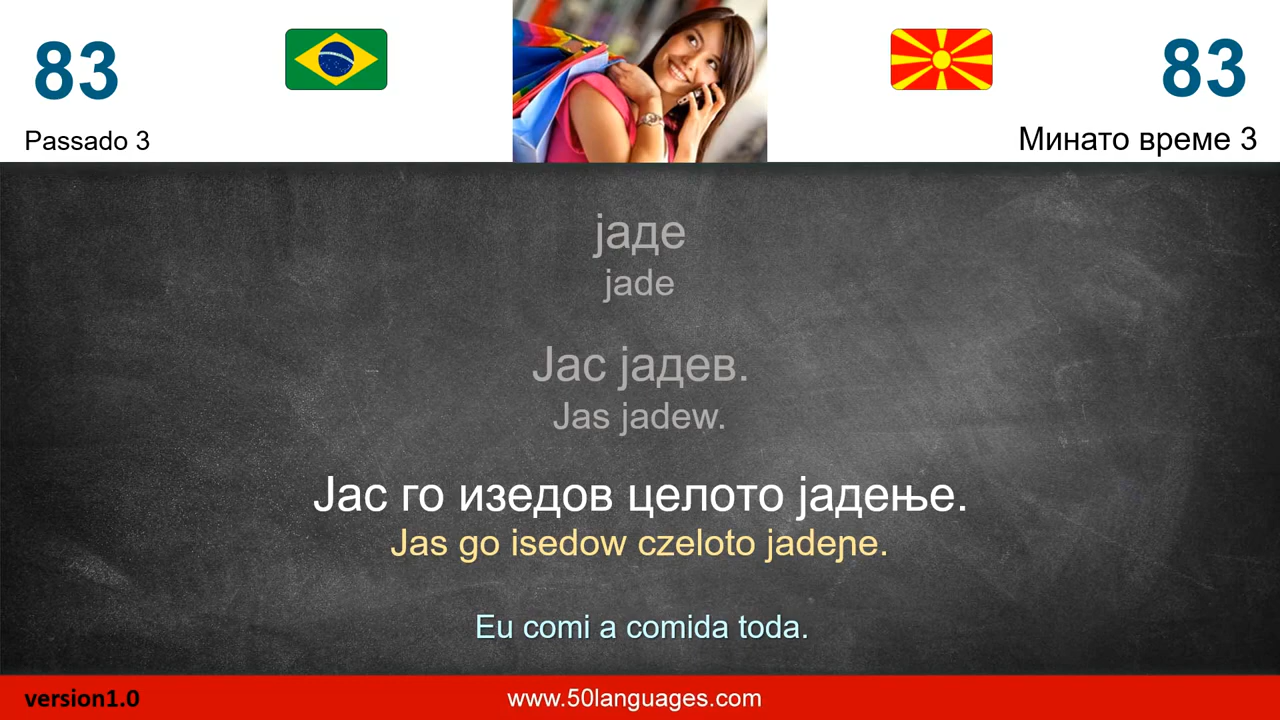 83
83
Passado 3
Минато време 3
јаде
jade
Јас јадев.
Jas jadew.
Јас го изедов целото јадење.
Jas go isedow czeloto jadeɲe.
Eu comi a comida toda.
version1.0
www.50languages.com